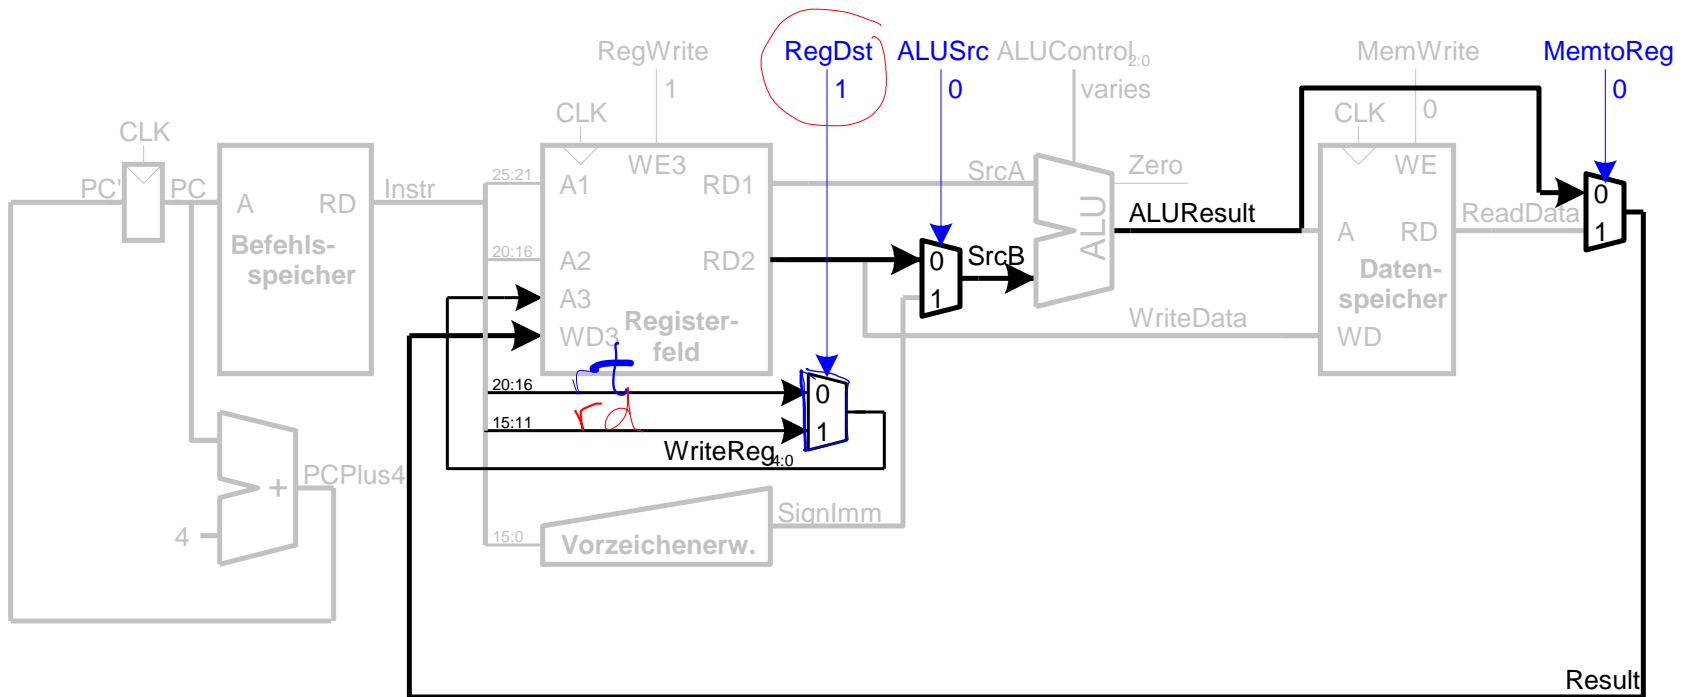 RegWrite RegDst ALUSrc ALUControl2:0 MemWrite MemtoReg
1 1 0 varies 0 0
CLK CLK CLK
PC' PC A RD Instr 25:21 A1 WE3 RD1 SrcA Zero WE
Befehls-
speicher
20:16 A2 RD2 0 SrcB ALU ALUResult A RD ReadData 0
1
A3 1 Daten-
speicher
WD3 Register-
feld
WriteData WD
20:16 rt 0
15:11 rd 1
WriteReg4:0
+ PCPlus4
4
SignImm
15:0 Vorzeichenerw.
Result